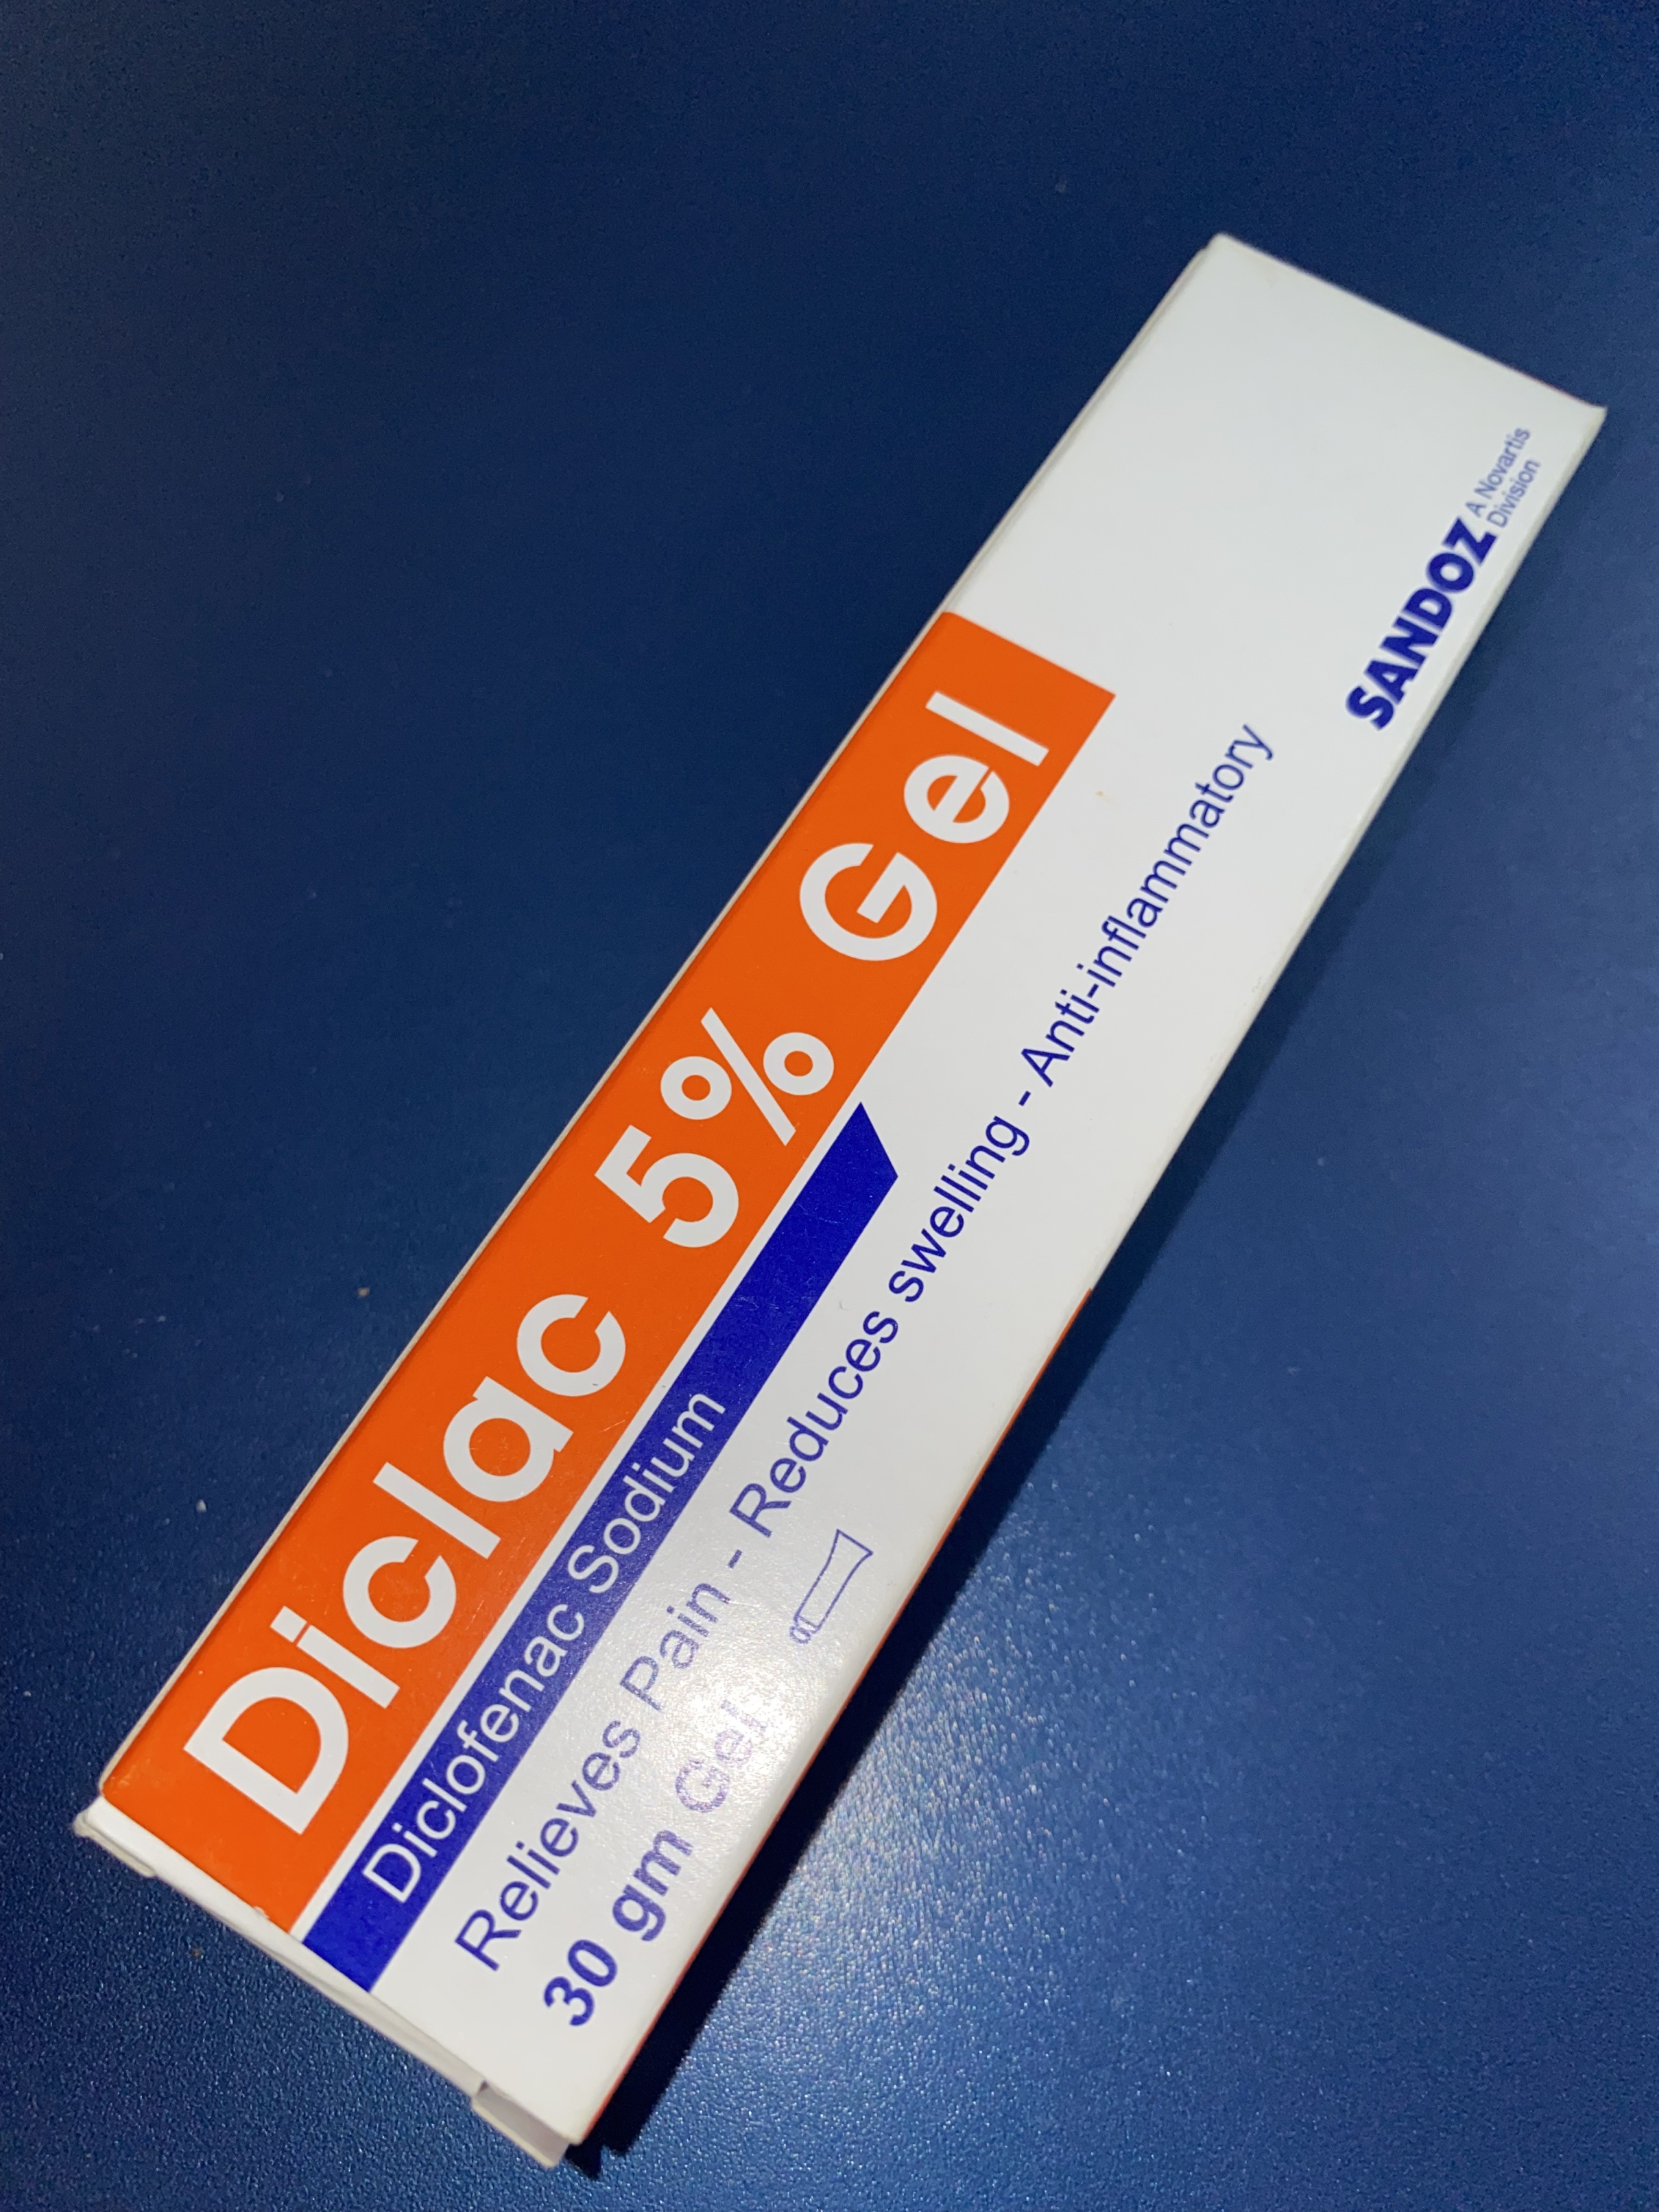 Diclac 5% Gel
Diclofenac Sodium
Relieves Pain - Reduces swelling - Anti-inflammatory
30 gm Gel
SANDOZ A Novartis
Division